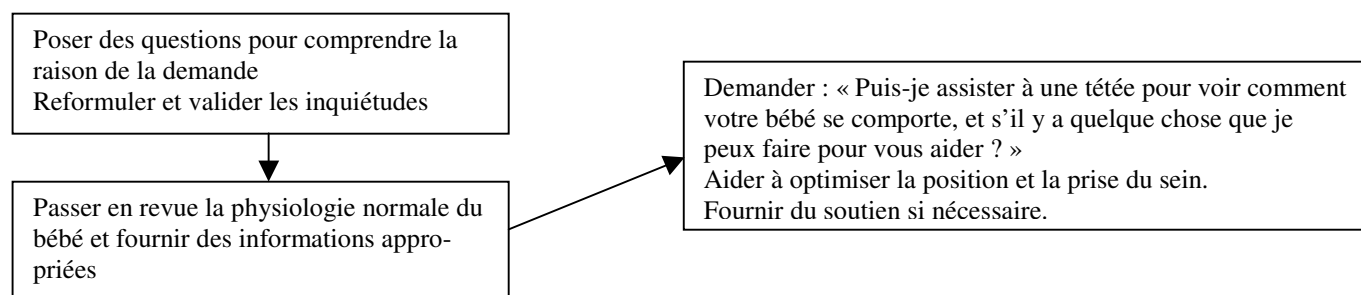 Poser des questions pour comprendre la
raison de la demande
Reformuler et valider les inquiétudes
Passer en revue la physiologie normale du
bébé et fournir des informations appro-
priées
Demander : « Puis-je assister à une tétée pour voir comment
votre bébé se comporte, et s’il y a quelque chose que je
peux faire pour vous aider ? »
Aider à optimiser la position et la prise du sein.
Fournir du soutien si nécessaire.